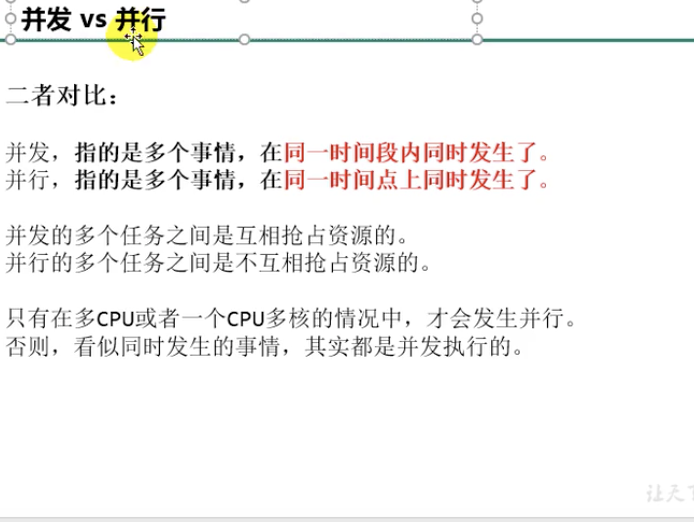 并发 vs 并行
二者对比：
并发，指的是多个事情，在同一时间段内同时发生了。
并行，指的是多个事情，在同一时间点上同时发生了。
并发的多个任务之间是互相抢占资源的。
并行的多个任务之间是不互相抢占资源的。
只有在多CPU或者一个CPU多核的情况中，才会发生并行。
否则，看似同时发生的事情，其实都是并发执行的。
让天